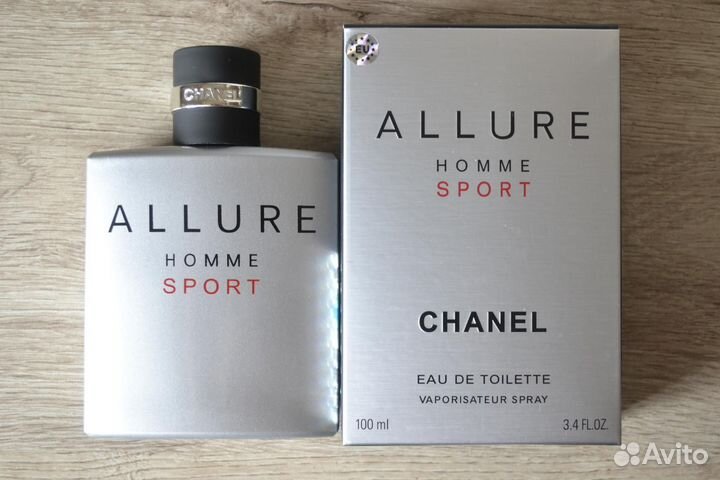 CHANEL
ALLURE
HOMME
SPORT
EU
ALLURE
HOMME
SPORT
CHANEL
EAU DE TOILETTE
VAPORISATEUR SPRAY
100 ml 3.4 FL.OZ.
Avito